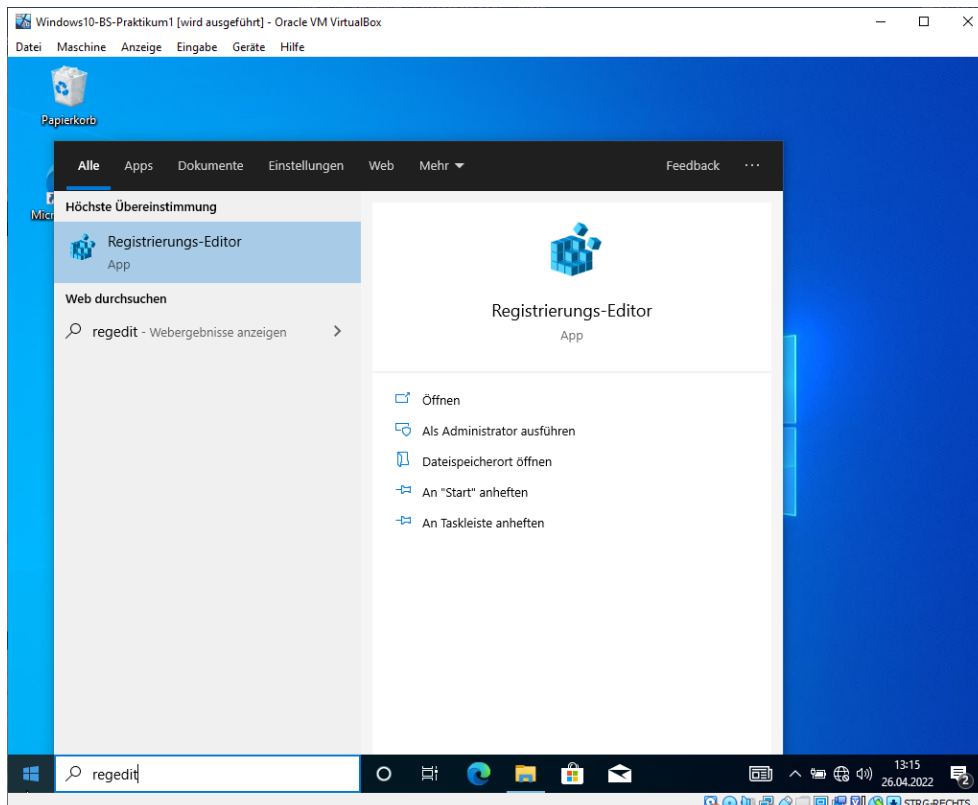 Windows10-BS-Praktikum1 [wird ausgeführt] - Oracle VM VirtualBox
Datei Maschine Anzeige Eingabe Geräte Hilfe
Papierkorb
Alle Apps Dokumente Einstellungen Web Mehr Feedback ...
Micr
Höchste Übereinstimmung
Registrierungs-Editor
App
Web durchsuchen
regedit - Webergebnisse anzeigen
Registrierungs-Editor
App
Öffnen
Als Administrator ausführen
Dateispeicherort öffnen
An "Start" anheften
An Taskleiste anheften
regedit
13:15
26.04.2022
2
STRG-RECHTS